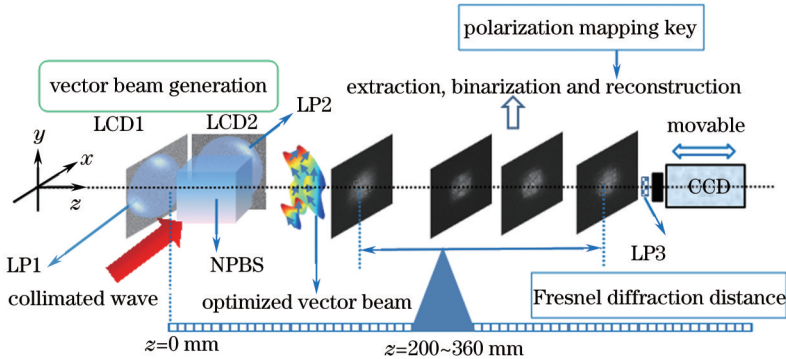 polarization mapping key
vector beam generation
extraction, binarization and reconstruction
LP2
LCD1
LCD2
movable
y
x
z
CCD
LP1
NPBS
LP3
collimated wave
optimized vector beam
Fresnel diffraction distance
z=0 mm
z=200~360 mm